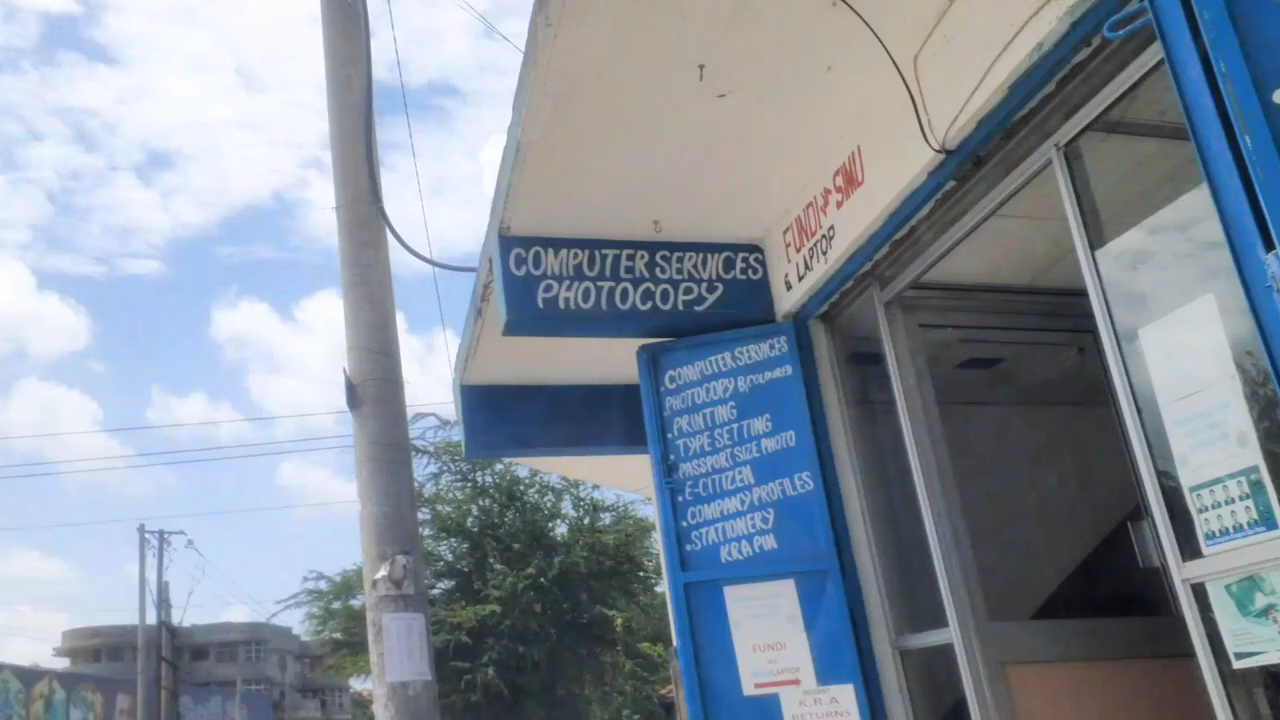 COMPUTER SERVICES
PHOTOCOPY
FUNDI SIMU
& LAPTOP
.COMPUTER SERVICES
.PHOTOCOPY B/COLOURED
.PRINTING
.TYPE SETTING
.PASSPORT SIZE PHOTO
.E-CITIZEN
.COMPANY PROFILES
.STATIONERY
KRA PIN
FUNDI
LAPTOP
INSTANT
K.R.A
RETURNS